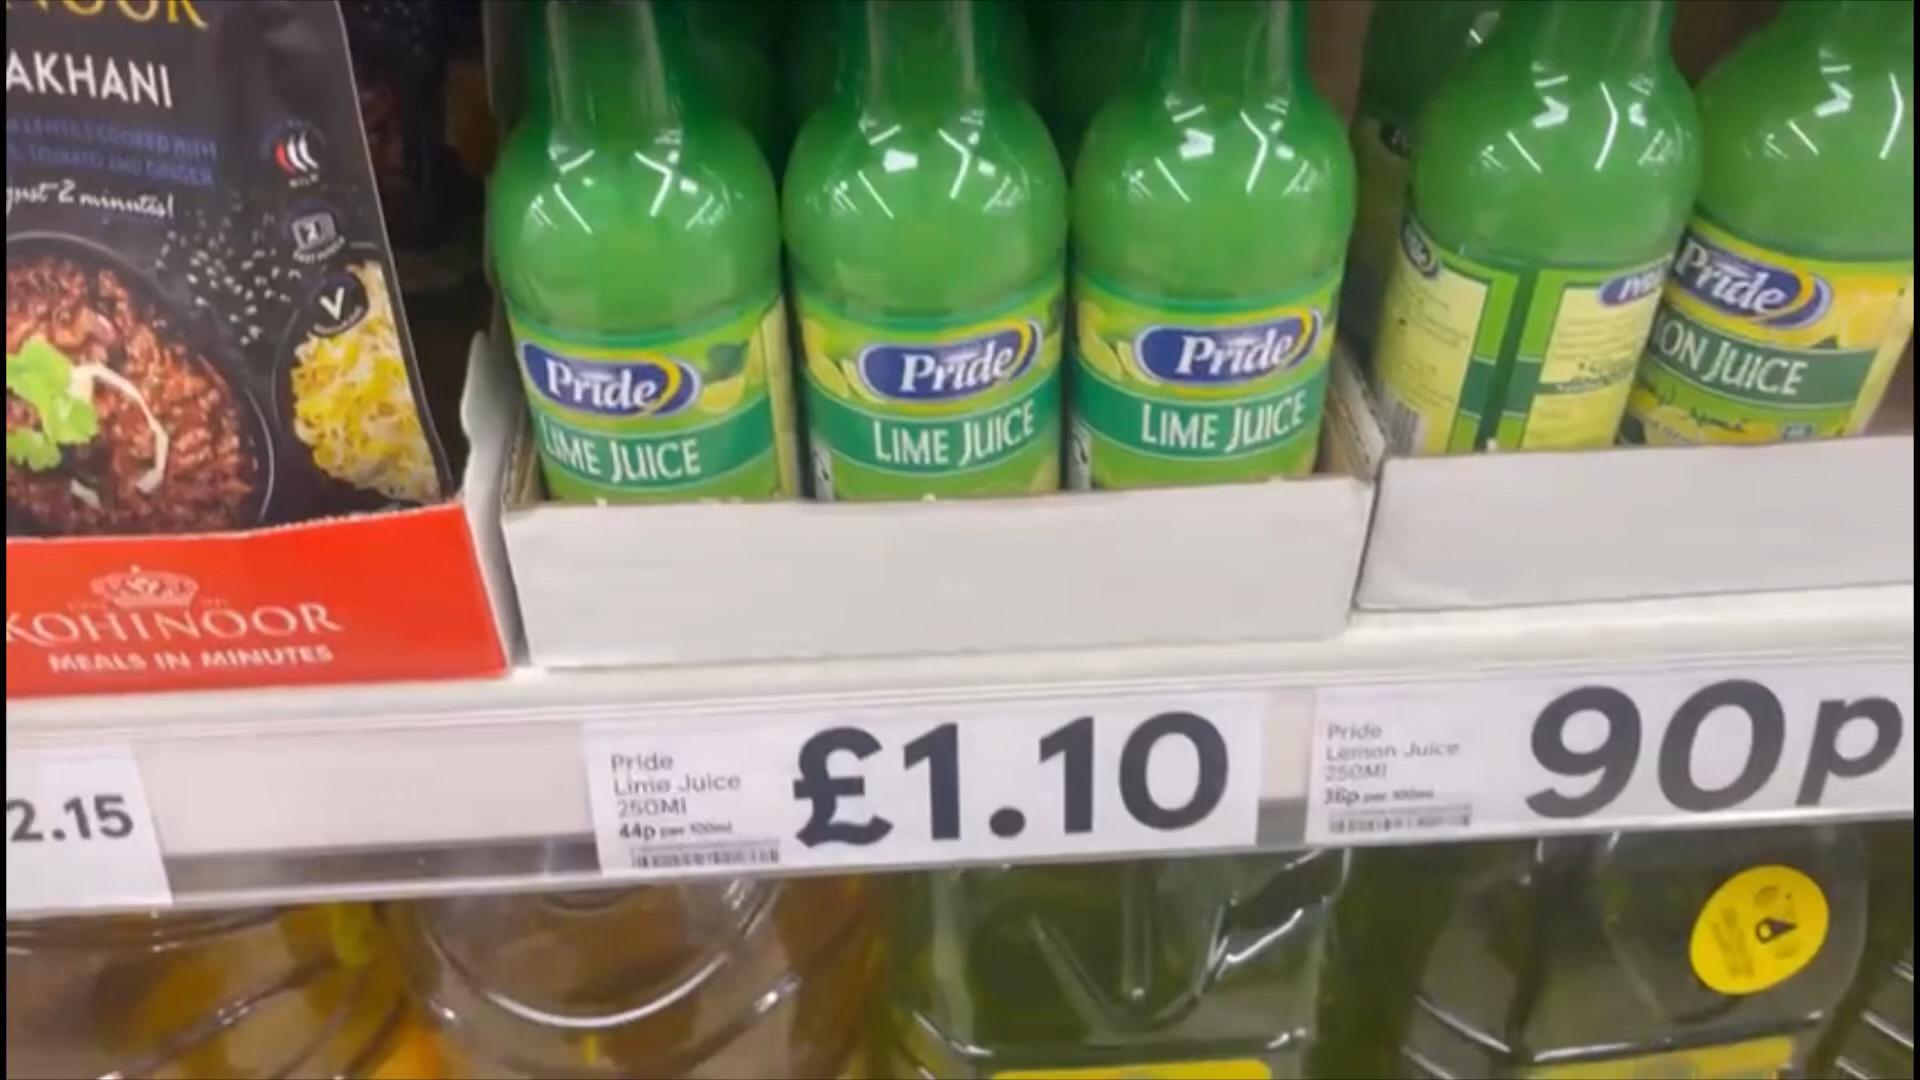 AKHANI
just 2 minutes!
V
KOHINOOR
MEALS IN MINUTES
Pride
LIME JUICE
Pride
LIME JUICE
Pride
LIME JUICE
Pride
ON JUICE
2.15
Pride
Lime Juice
250Ml
44p per 100ml
£1.10
Pride
Lemon Juice
250Ml
36p per 100ml
90p